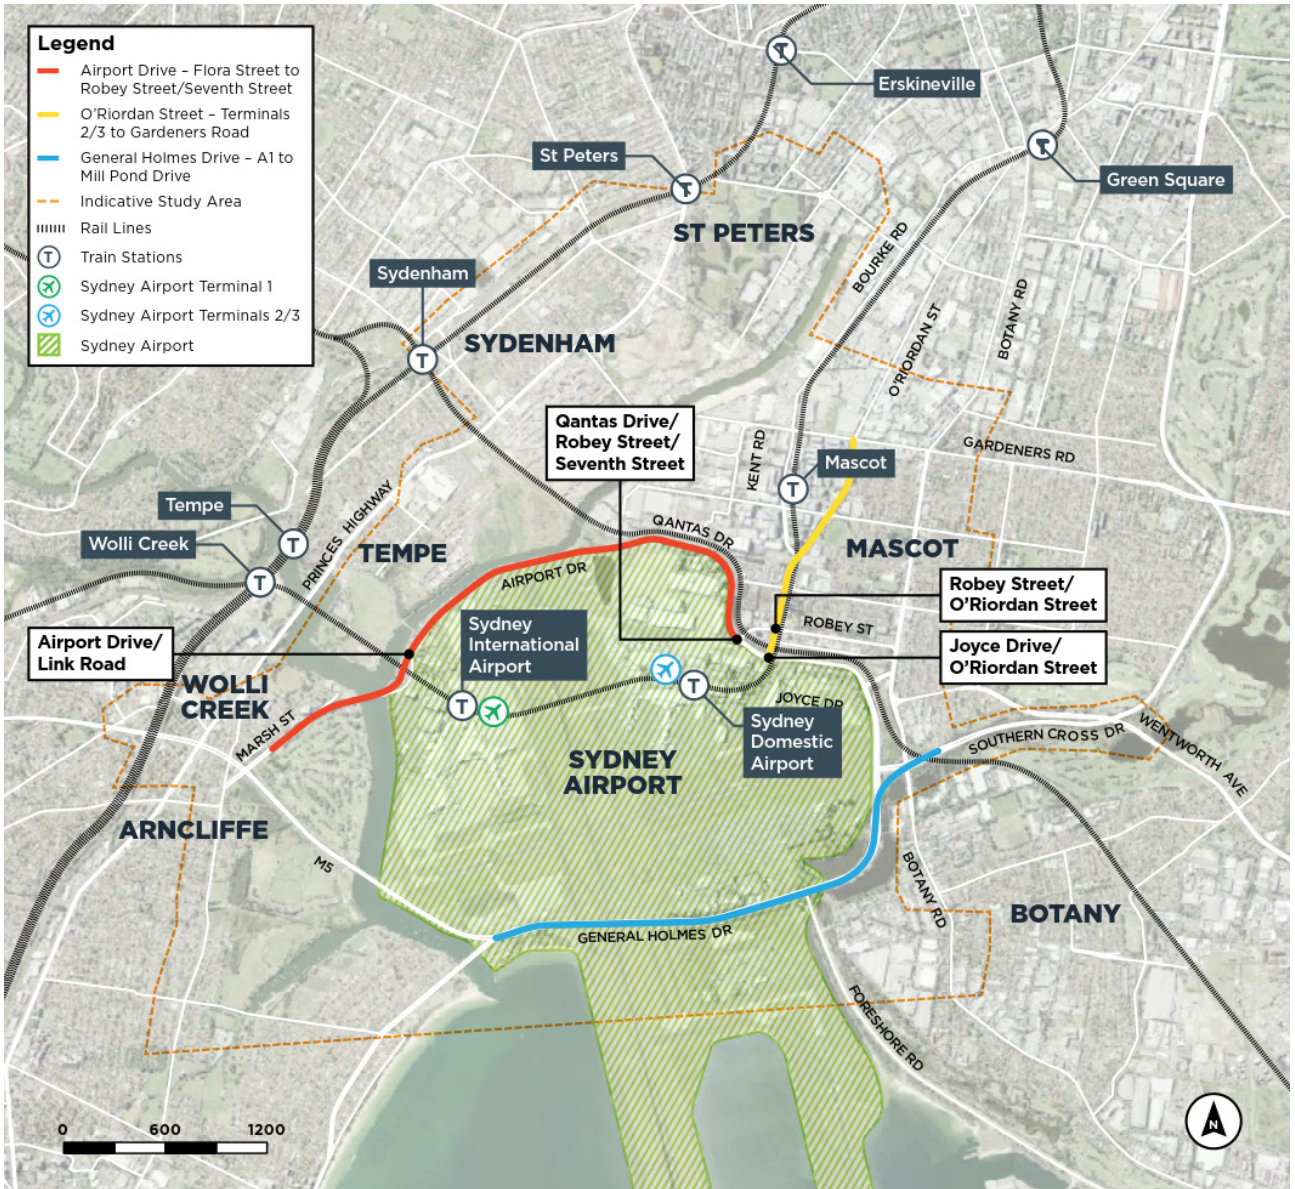 Legend
Airport Drive – Flora Street to
Robey Street/Seventh Street
O'Riordan Street – Terminals
2/3 to Gardeners Road
General Holmes Drive – A1 to
Mill Pond Drive
Indicative Study Area
Rail Lines
T Train Stations
Sydney Airport Terminal 1
Sydney Airport Terminals 2/3
Sydney Airport
T
Erskineville
St Peters
T
T
Green Square
ST PETERS
BOURKE RD
Sydenham
O'RIORDAN ST
BOTANY RD
SYDENHAM
T
Qantas Drive/
Robey Street/
Seventh Street
KENT RD
GARDENERS RD
Mascot
T
Tempe
PRINCES HIGHWAY
QANTAS DR
Wolli Creek
T
TEMPE
MASCOT
T
AIRPORT DR
Robey Street/
O'Riordan Street
Sydney
International
Airport
ROBEY ST
Airport Drive/
Link Road
Joyce Drive/
O'Riordan Street
WOLLI
CREEK
T
T
JOYCE DR
MARSH ST
Sydney
Domestic
Airport
SOUTHERN CROSS DR
WENTWORTH AVE
SYDNEY
AIRPORT
ARNCLIFFE
M5
BOTANY RD
BOTANY
GENERAL HOLMES DR
FORESHORE RD
0 600 1200
N